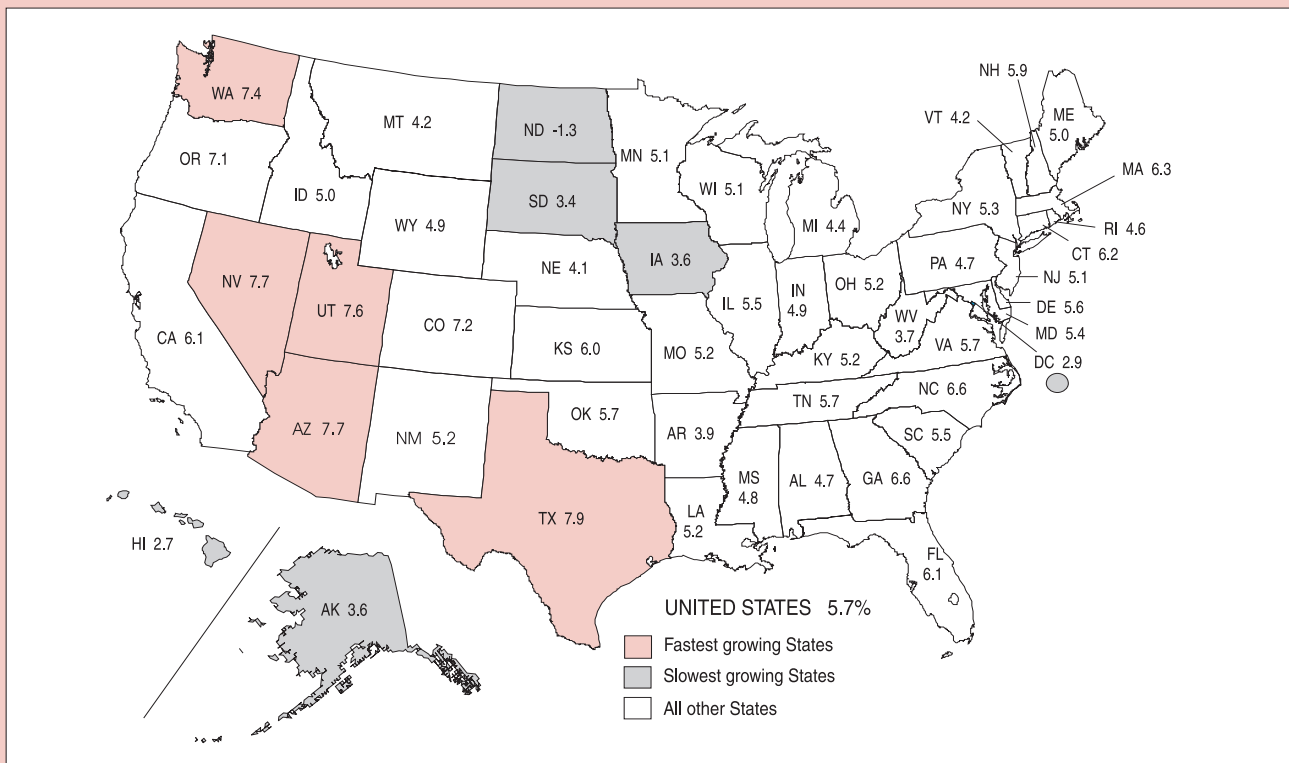 WA 7.4
MT 4.2
ND -1.3
MN 5.1
OR 7.1
ID 5.0
SD 3.4
WI 5.1
WY 4.9
MI 4.4
NH 5.9
VT 4.2
ME
5.0
MA 6.3
NY 5.3
RI 4.6
CT 6.2
NV 7.7
UT 7.6
NE 4.1
IA 3.6
PA 4.7
NJ 5.1
CA 6.1
CO 7.2
KS 6.0
IL 5.5
IN
4.9
OH 5.2
WV
3.7
DE 5.6
MD 5.4
VA 5.7
DC 2.9
MO 5.2
KY 5.2
AZ 7.7
NM 5.2
OK 5.7
AR 3.9
TN 5.7
NC 6.6
SC 5.5
MS
4.8
AL 4.7
GA 6.6
TX 7.9
LA
5.2
FL
6.1
HI 2.7
AK 3.6
UNITED STATES 5.7%
Fastest growing States
Slowest growing States
All other States